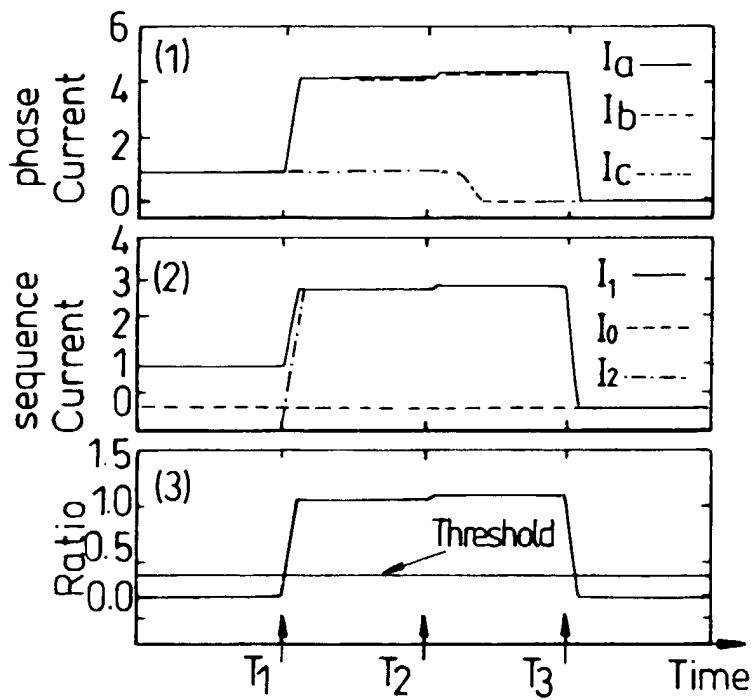 6
(1)
4
2
0
phase
Current
Ia
Ib
Ic
4
(2)
3
2
1
0
sequence
Current
I1
I0
I2
1.5
(3)
1.0
0.5
0.0
Ratio
Threshold
T1
T2
T3
Time